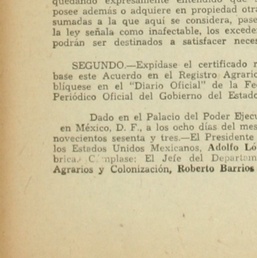 quedando expresamente entendido que s
posee además o adquiere en propiedad otra
sumadas a la que aquí se considera, pase
la ley señala como inafectable, los excede
podrán ser destinados a satisfacer nece
SEGUNDO.—Expídase el certificado r
base este Acuerdo en el Registro Agrario
blíquese en el "Diario Oficial" de la Fe
Periódico Oficial del Gobierno del Estado
Dado en el Palacio del Poder Ejecu
en México, D. F., a los ocho días del mes
novecientos sesenta y tres.—El Presidente
los Estados Unidos Mexicanos, Adolfo Ló
brica.- Cúmplase: El Jefe del Departam
Agrarios y Colonización, Roberto Barrios